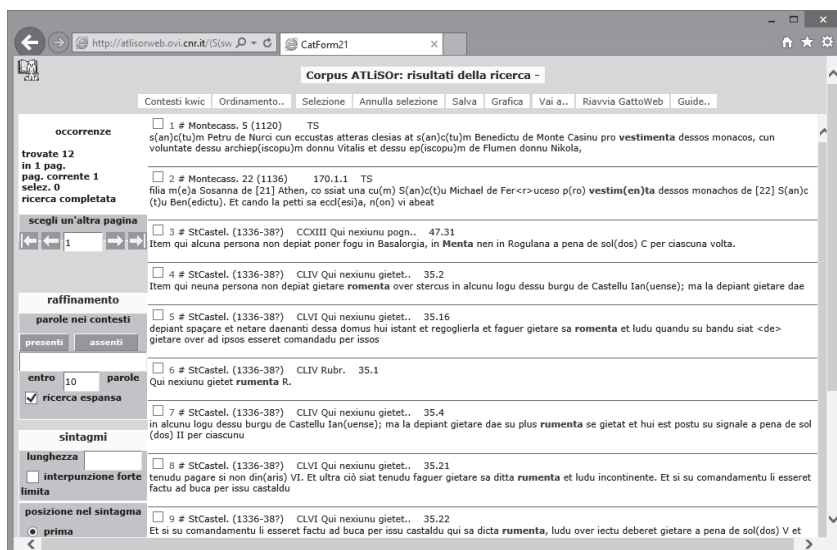 http://atlisorweb.ovi.cnr.it/(S(sw
CatForm21
Corpus ATLiSOr: risultati della ricerca -
Contesti kwic Ordinamento.. Selezione Annulla selezione Salva Grafica Vai a.. Riavvia GattoWeb Guide..
occorrenze
trovate 12
in 1 pag.
pag. corrente 1
selez. 0
ricerca completata
scegli un'altra pagina
1
raffinamento
parole nei contesti
presenti assenti
entro 10 parole
ricerca espansa
sintagmi
lunghezza
interpunzione forte
limita
posizione nel sintagma
prima
1 # Montecass. 5 (1120) TS
s(an)c(tu)m Petru de Nurci cun eccustas atteras clesias at s(an)c(tu)m Benedictu de Monte Casinu pro vestimenta dessos monacos, cun
voluntate dessu archiep(iscopu)m donnu Vitalis et dessu ep(iscopu)m de Flumen donnu Nikola,
2 # Montecass. 22 (1136) 170.1.1 TS
filia m(e)a Sosanna de [21] Athen, co ssiat una cu(m) S(an)c(t)u Michael de Fer<r>uceso p(ro) vestim(en)ta dessos monachos de [22] S(an)c
(t)u Ben(edictu). Et cando la petti sa eccl(esi)a, n(on) vi abeat
3 # StCastel. (1336-38?) CCXIII Qui nexiunu pogn.. 47.31
Item qui alcuna persona non depiat poner fogu in Basalorgia, in Menta nen in Rogulana a pena de sol(dos) C per ciascuna volta.
4 # StCastel. (1336-38?) CLIV Qui nexiunu gietet.. 35.2
Item qui neuna persona non depiat gietare romenta over stercus in alcunu logu dessu burgu de Castellu Ian(uense); ma la depiant gietare dae
5 # StCastel. (1336-38?) CLVI Qui nexiunu gietet.. 35.16
depiant spaçare et netare daenanti dessa domus hui istant et regoglierla et faguer gietare sa romenta et ludu quandu su bandu siat <de>
gietare over ad ipsos esseret comandadu per issos
6 # StCastel. (1336-38?) CLIV Rubr. 35.1
Qui nexiunu gietet rumenta R.
7 # StCastel. (1336-38?) CLIV Qui nexiunu gietet.. 35.4
in alcunu logu dessu burgu de Castellu Ian(uense); ma la depiant gietare dae su plus rumenta se gietat et hui est postu su signale a pena de sol
(dos) II per ciascunu
8 # StCastel. (1336-38?) CLVI Qui nexiunu gietet.. 35.21
tenudu pagare si non din(aris) VI. Et ultra ciò siat tenudu faguer gietare sa ditta rumenta et ludu incontinente. Et si su comandamentu li esseret
factu ad buca per issu castaldu
9 # StCastel. (1336-38?) CLVI Qui nexiunu gietet.. 35.22
Et si su comandamentu li esseret factu ad buca per issu castaldu qui sa dicta rumenta, ludu over iectu deberet gietare a pena de sol(dos) V et